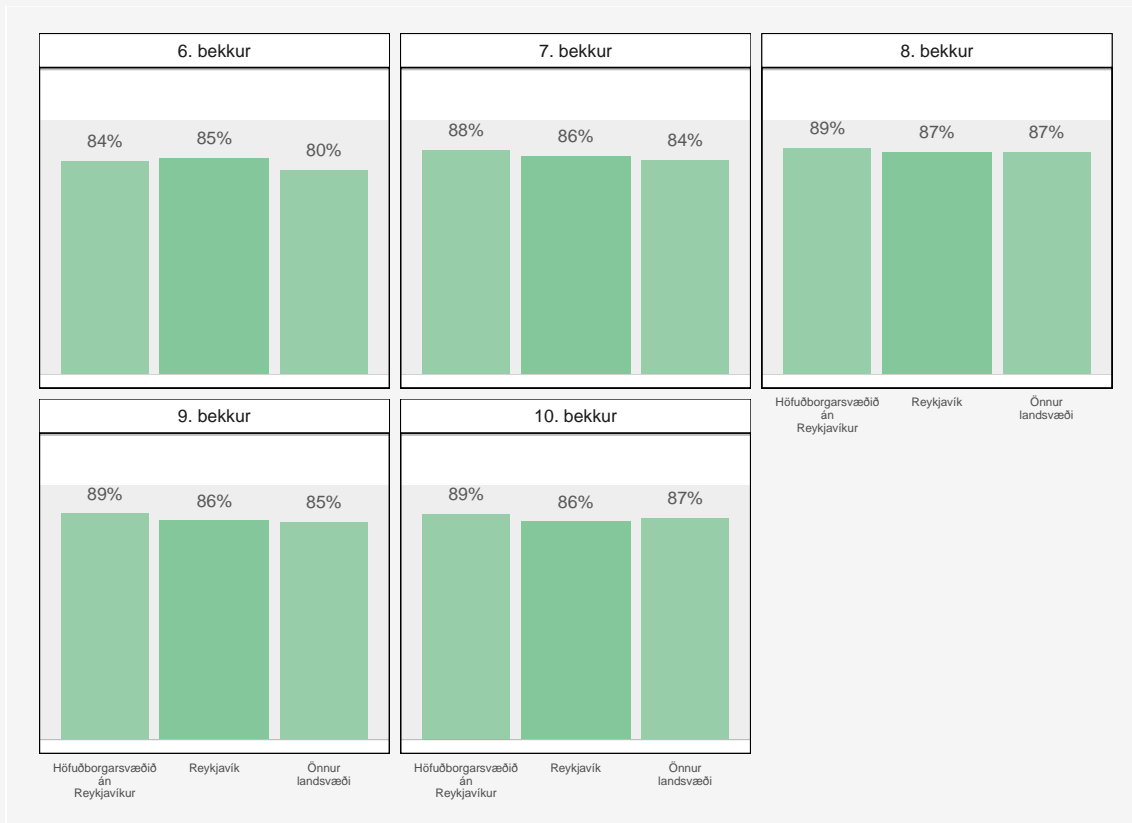 6. bekkur
84%
85%
80%
7. bekkur
88%
86%
84%
8. bekkur
89%
87%
87%
Höfuðborgarsvæðið
án
Reykjavíkur
Reykjavík
Önnur
landsvæði
9. bekkur
89%
86%
85%
Höfuðborgarsvæðið
án
Reykjavíkur
Reykjavík
Önnur
landsvæði
10. bekkur
89%
86%
87%
Höfuðborgarsvæðið
án
Reykjavíkur
Reykjavík
Önnur
landsvæði